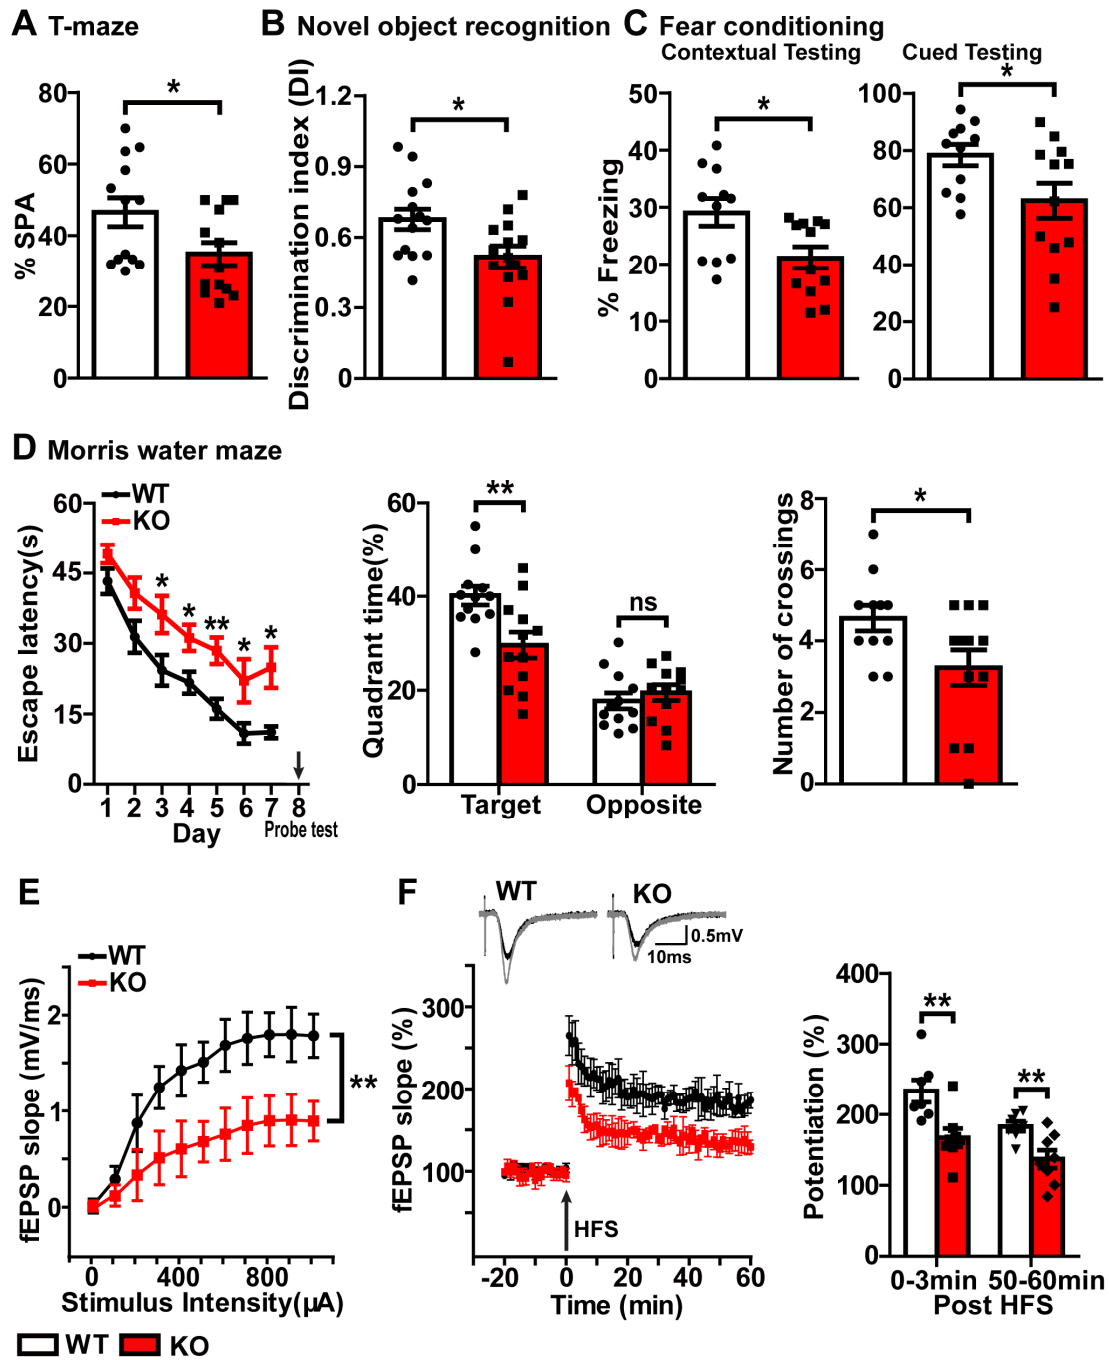 A T-maze
B Novel object recognition
C Fear conditioning
Contextual Testing
Cued Testing
% SPA
80
60
40
20
0
*
Discrimination index (DI)
1.2
0.9
0.6
0.3
0
*
% Freezing
50
40
30
20
10
0
*
100
80
60
40
20
0
*
D Morris water maze
WT
KO
Escape latency(s)
60
45
30
15
0
* * ** * *
1 2 3 4 5 6 7 8
Day
Probe test
Quadrant time(%)
60
40
20
0
**
ns
Target Opposite
Number of crossings
8
6
4
2
0
*
E
WT
KO
fEPSP slope (mV/ms)
2
1
0
**
0 400 800
Stimulus Intensity(μA)
F
WT KO
0.5mV
10ms
fEPSP slope (%)
300
200
100
HFS
-20 0 20 40 60
Time (min)
Potentiation (%)
400
300
200
100
0
**
**
0-3min 50-60min
Post HFS
WT KO